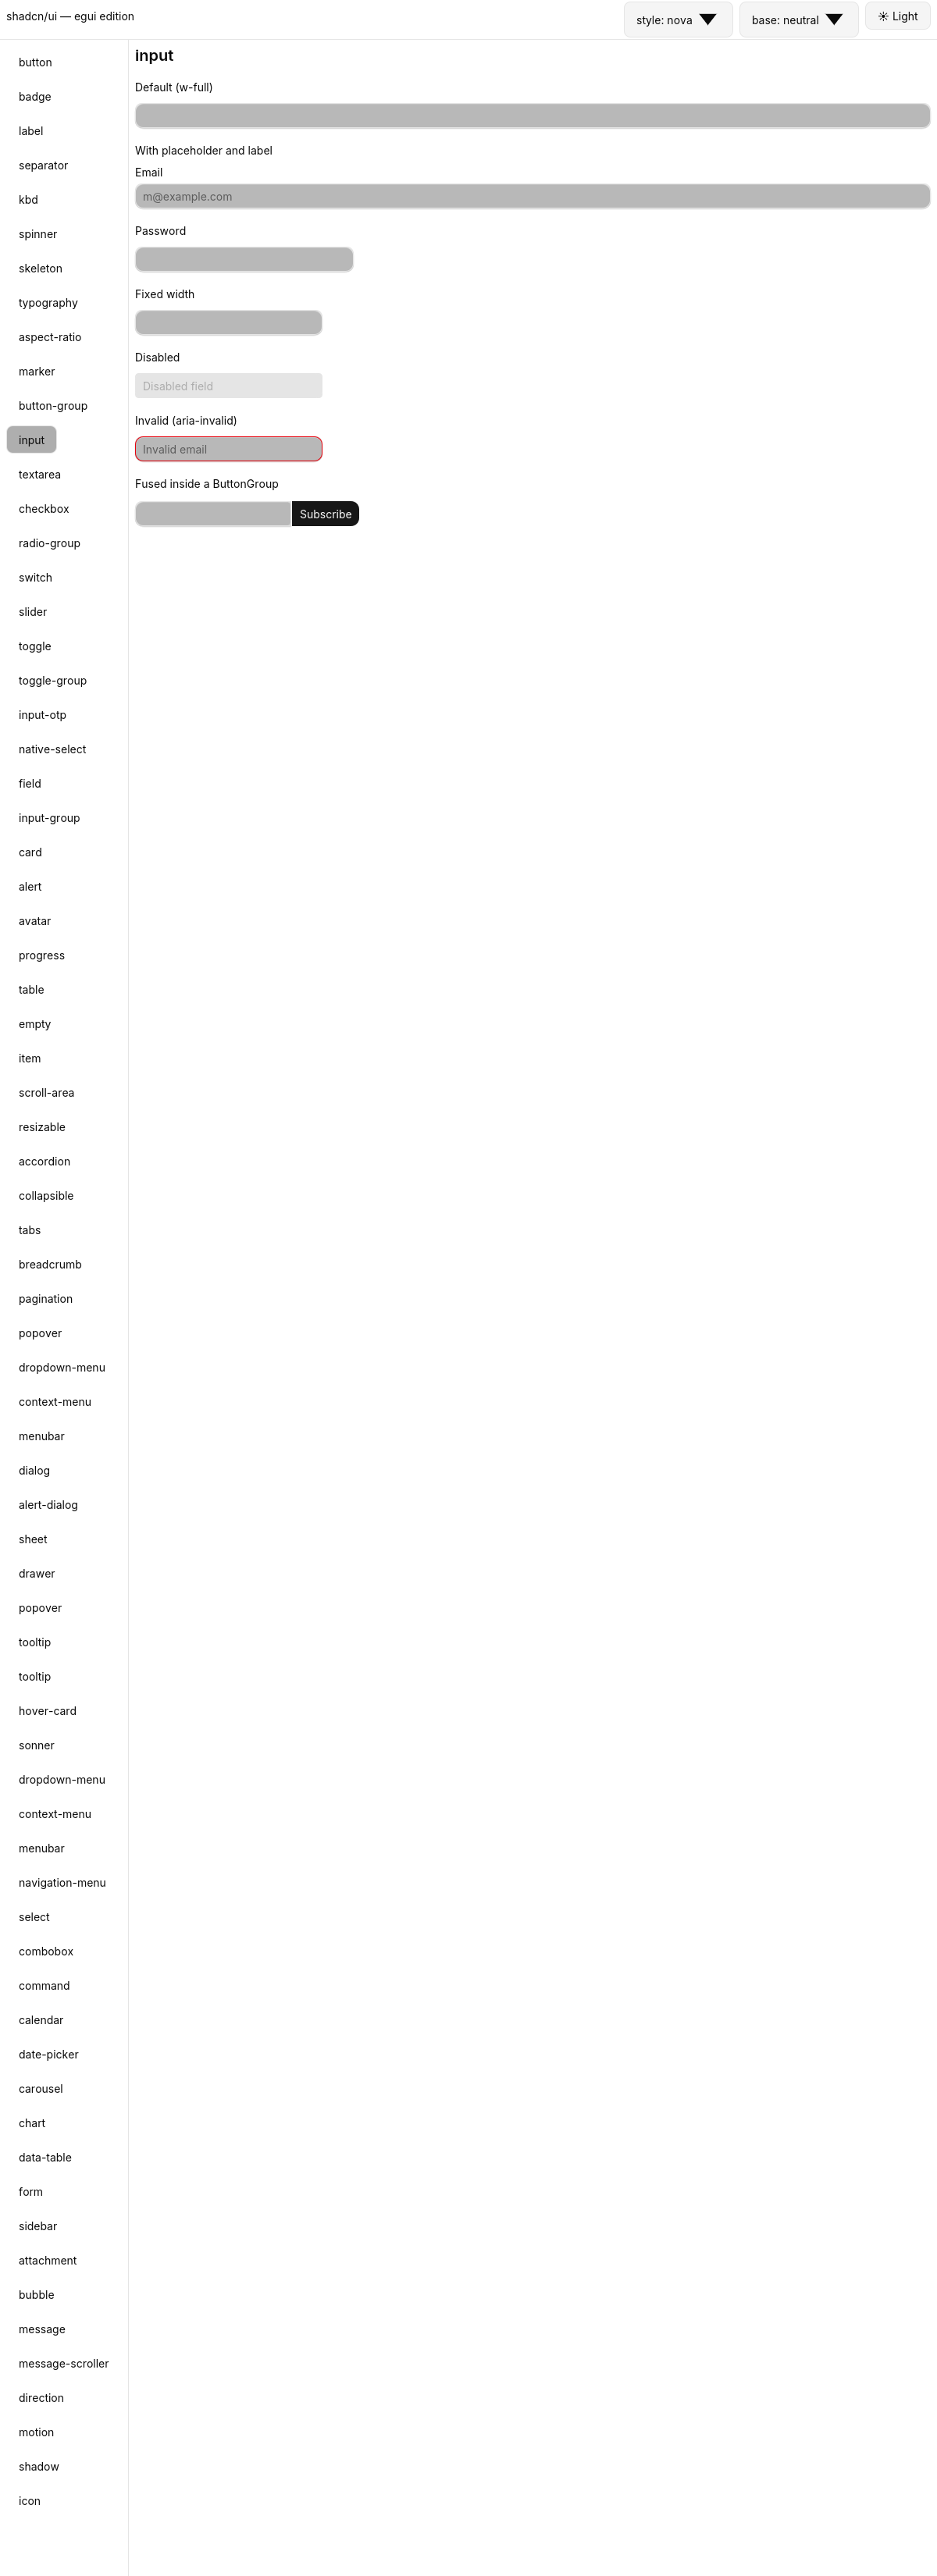 shadcn/ui — egui edition
style: nova
base: neutral
☀ Light
button
badge
label
separator
kbd
spinner
skeleton
typography
aspect-ratio
marker
button-group
input
textarea
checkbox
radio-group
switch
slider
toggle
toggle-group
input-otp
native-select
field
input-group
card
alert
avatar
progress
table
empty
item
scroll-area
resizable
accordion
collapsible
tabs
breadcrumb
pagination
popover
dropdown-menu
context-menu
menubar
dialog
alert-dialog
sheet
drawer
popover
tooltip
tooltip
hover-card
sonner
dropdown-menu
context-menu
menubar
navigation-menu
select
combobox
command
calendar
date-picker
carousel
chart
data-table
form
sidebar
attachment
bubble
message
message-scroller
direction
motion
shadow
icon
input
Default (w-full)
With placeholder and label
Email
m@example.com
Password
Fixed width
Disabled
Disabled field
Invalid (aria-invalid)
Invalid email
Fused inside a ButtonGroup
Subscribe